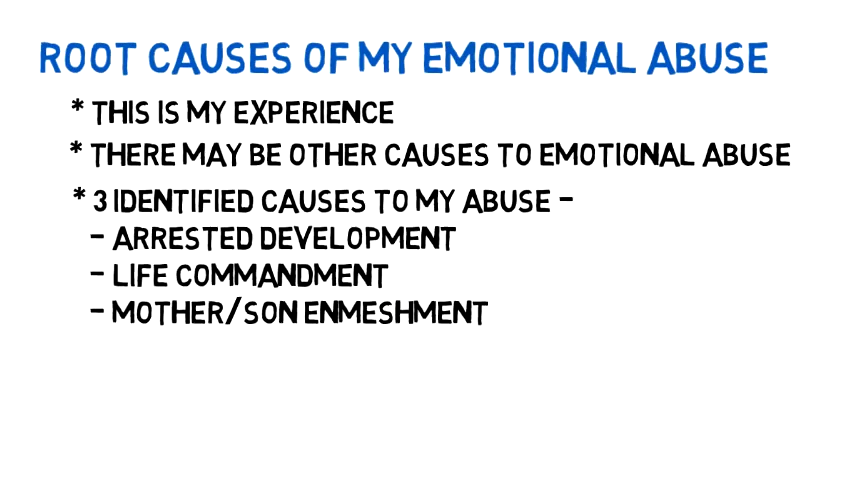 ROOT CAUSES OF MY EMOTIONAL ABUSE
* THIS IS MY EXPERIENCE
* THERE MAY BE OTHER CAUSES TO EMOTIONAL ABUSE
* 3 IDENTIFIED CAUSES TO MY ABUSE -
- ARRESTED DEVELOPMENT
- LIFE COMMANDMENT
- MOTHER/SON ENMESHMENT